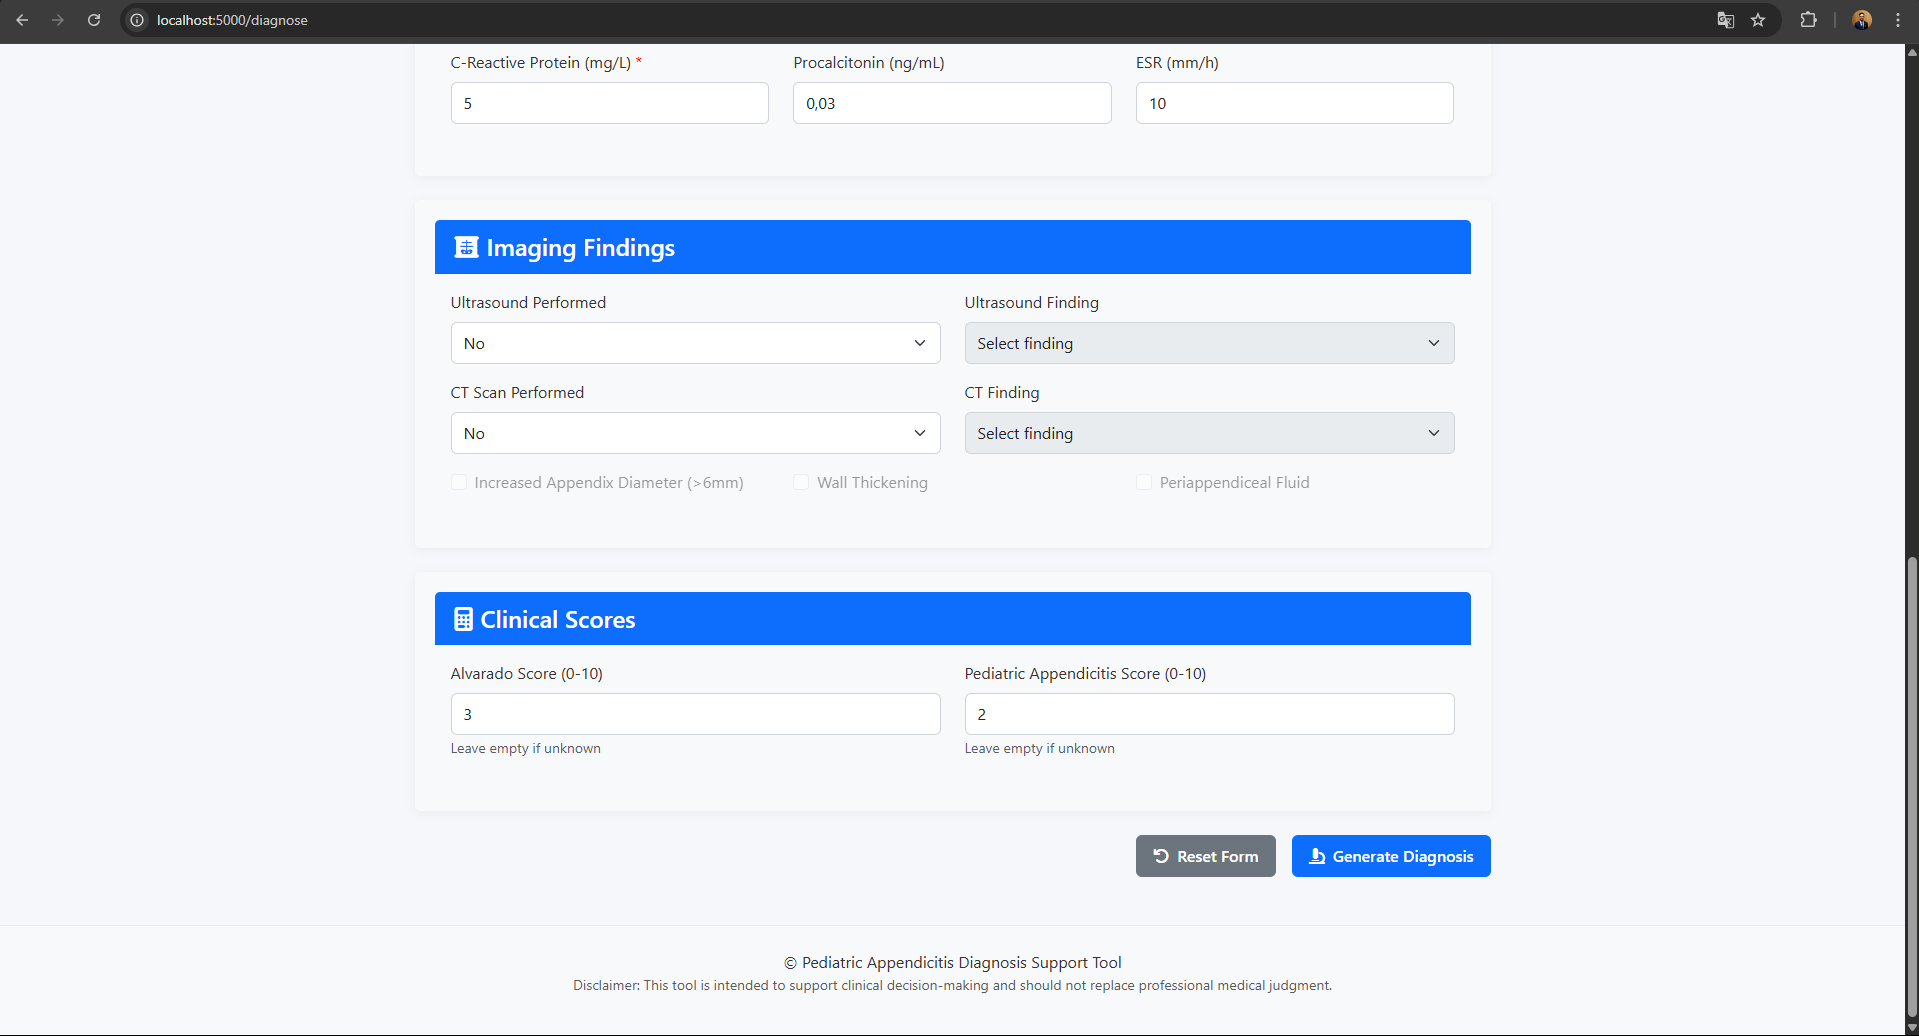 localhost:5000/diagnose
C-Reactive Protein (mg/L) * Procalcitonin (ng/mL) ESR (mm/h)
5 0,03 10
Imaging Findings
Ultrasound Performed Ultrasound Finding
No Select finding
CT Scan Performed CT Finding
No Select finding
Increased Appendix Diameter (>6mm) Wall Thickening Periappendiceal Fluid
Clinical Scores
Alvarado Score (0-10) Pediatric Appendicitis Score (0-10)
3 2
Leave empty if unknown Leave empty if unknown
Reset Form Generate Diagnosis
© Pediatric Appendicitis Diagnosis Support Tool
Disclaimer: This tool is intended to support clinical decision-making and should not replace professional medical judgment.